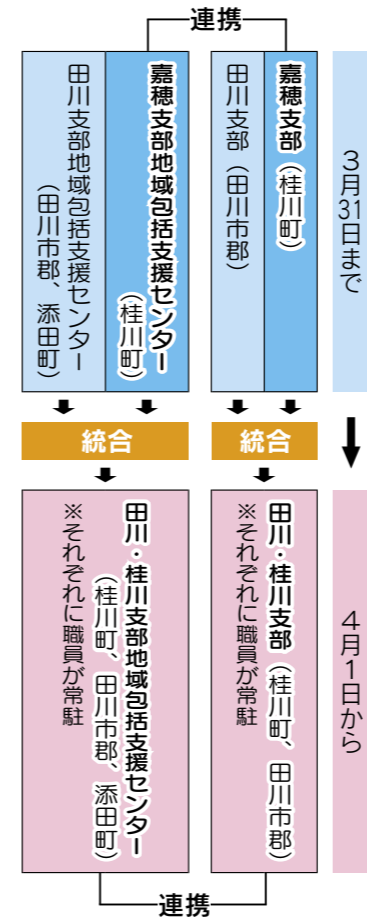 連携
3月31日まで
嘉穂支部（桂川町）
田川支部（田川市郡）
嘉穂支部地域包括支援センター
（桂川町）
田川支部地域包括支援センター
（田川市郡、添田町）
統合
統合
4月1日から
田川・桂川支部（桂川町、田川市郡）
※それぞれに職員が常駐
田川・桂川支部地域包括支援センター
（桂川町、田川市郡、添田町）
※それぞれに職員が常駐
連携